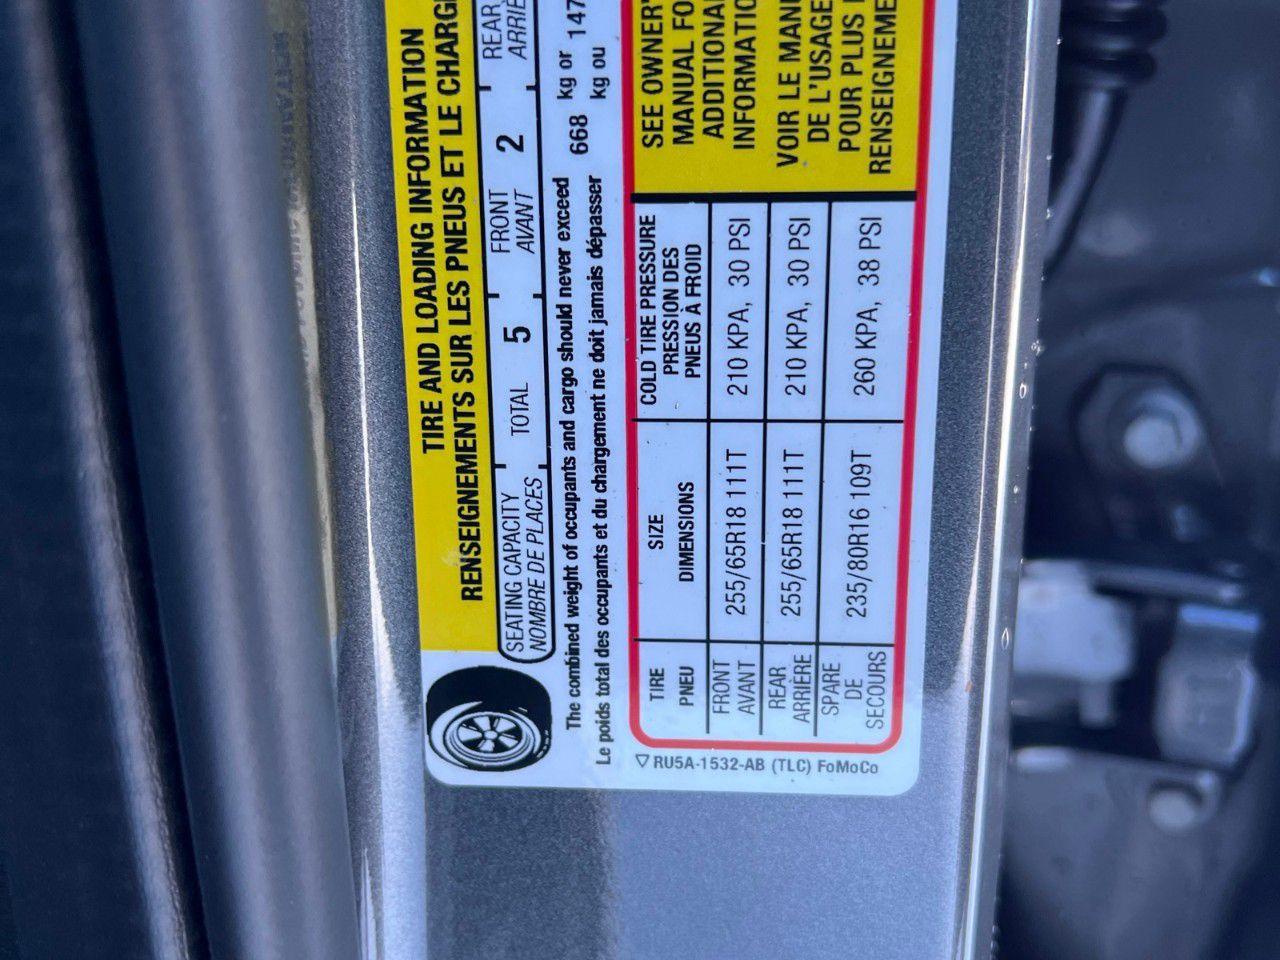 TIRE AND LOADING INFORMATION
RENSEIGNEMENTS SUR LES PNEUS ET LE CHARG
SEATING CAPACITY TOTAL 5 FRONT 2 REAR
NOMBRE DE PLACES AVANT ARRIÈ
The combined weight of occupants and cargo should never exceed 668 kg or 147
Le poids total des occupants et du chargement ne doit jamais dépasser kg ou
TIRE SIZE COLD TIRE PRESSURE
PNEU DIMENSIONS PRESSION DES
PNEUS À FROID
FRONT 255/65R18 111T 210 KPA, 30 PSI
AVANT
REAR 255/65R18 111T 210 KPA, 30 PSI
ARRIÈRE
SPARE 235/80R16 109T 260 KPA, 38 PSI
DE
SECOURS
SEE OWNER'
MANUAL FO
ADDITIONA
INFORMATIO
VOIR LE MAN
DE L'USAGE
POUR PLUS
RENSEIGNEME
RU5A-1532-AB (TLC) FoMoCo